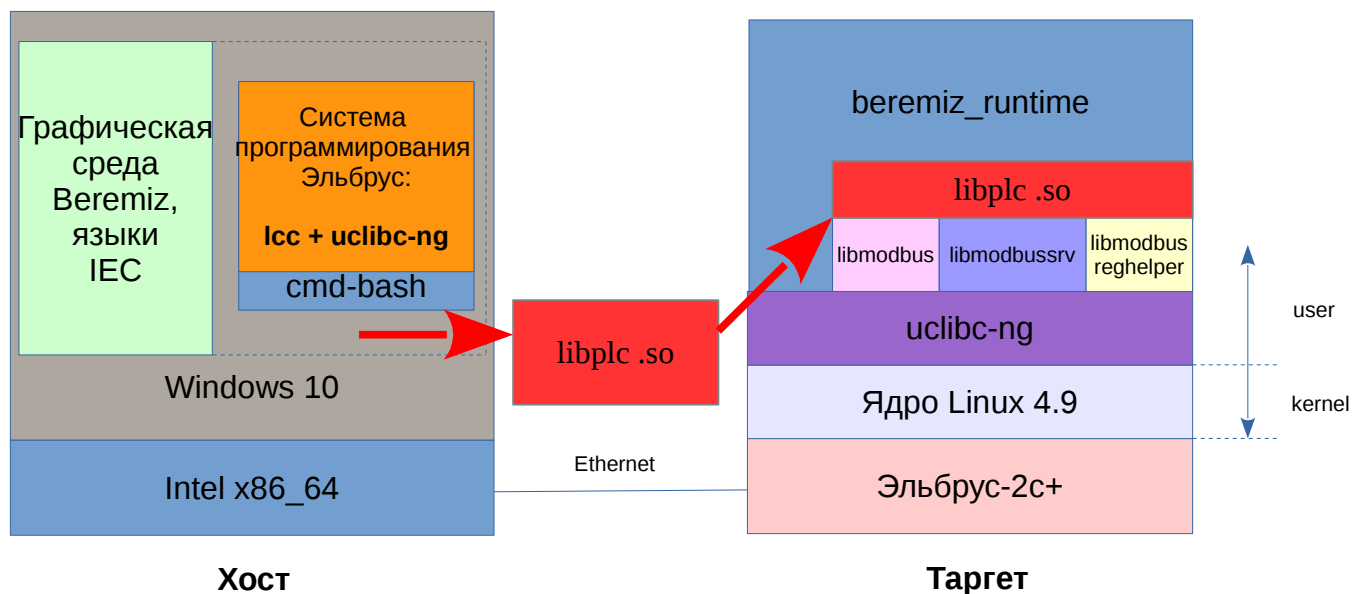 Графическая
среда
Beremiz,
языки
IEC
Система
программирования
Эльбрус:
lcc + uclibc-ng
cmd-bash
Windows 10
Intel x86_64
Хост
libplc .so
Ethernet
beremiz_runtime
libplc .so
libmodbus
libmodbussrv
libmodbus
reghelper
uclibc-ng
Ядро Linux 4.9
Эльбрус-2с+
user
kernel
Таргет